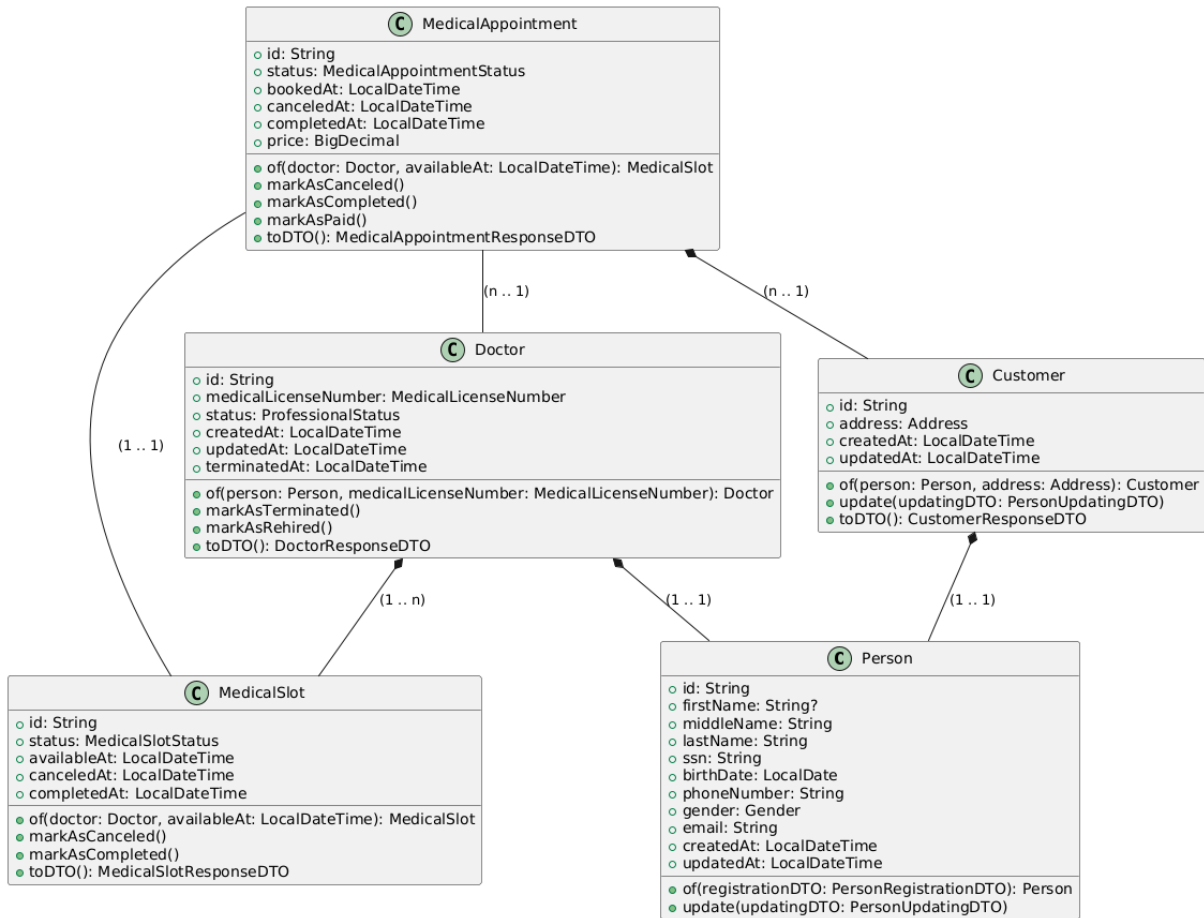 C MedicalAppointment
id: String
status: MedicalAppointmentStatus
bookedAt: LocalDateTime
canceledAt: LocalDateTime
completedAt: LocalDateTime
price: BigDecimal
of(doctor: Doctor, availableAt: LocalDateTime): MedicalSlot
markAsCanceled()
markAsCompleted()
markAsPaid()
toDTO(): MedicalAppointmentResponseDTO
(n .. 1)
(n .. 1)
(1 .. 1)
C Doctor
id: String
medicalLicenseNumber: MedicalLicenseNumber
status: ProfessionalStatus
createdAt: LocalDateTime
updatedAt: LocalDateTime
terminatedAt: LocalDateTime
of(person: Person, medicalLicenseNumber: MedicalLicenseNumber): Doctor
markAsTerminated()
markAsRehired()
toDTO(): DoctorResponseDTO
C Customer
id: String
address: Address
createdAt: LocalDateTime
updatedAt: LocalDateTime
of(person: Person, address: Address): Customer
update(updatingDTO: PersonUpdatingDTO)
toDTO(): CustomerResponseDTO
(1 .. n)
(1 .. 1)
(1 .. 1)
C MedicalSlot
id: String
status: MedicalSlotStatus
availableAt: LocalDateTime
canceledAt: LocalDateTime
completedAt: LocalDateTime
of(doctor: Doctor, availableAt: LocalDateTime): MedicalSlot
markAsCanceled()
markAsCompleted()
toDTO(): MedicalSlotResponseDTO
C Person
id: String
firstName: String?
middleName: String
lastName: String
ssn: String
birthDate: LocalDate
phoneNumber: String
gender: Gender
email: String
createdAt: LocalDateTime
updatedAt: LocalDateTime
of(registrationDTO: PersonRegistrationDTO): Person
update(updatingDTO: PersonUpdatingDTO)